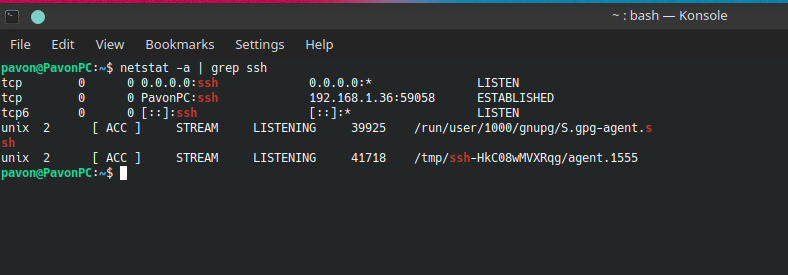 ~ : bash — Konsole
File Edit View Bookmarks Settings Help
pavon@PavonPC:~$ netstat -a | grep ssh
tcp        0      0 0.0.0.0:ssh             0.0.0.0:*               LISTEN
tcp        0      0 PavonPC:ssh             192.168.1.36:59058      ESTABLISHED
tcp6       0      0 [::]:ssh                [::]:*                  LISTEN
unix  2      [ ACC ]     STREAM     LISTENING     39925    /run/user/1000/gnupg/S.gpg-agent.s
sh
unix  2      [ ACC ]     STREAM     LISTENING     41718    /tmp/ssh-HkC08wMVXRqg/agent.1555
pavon@PavonPC:~$